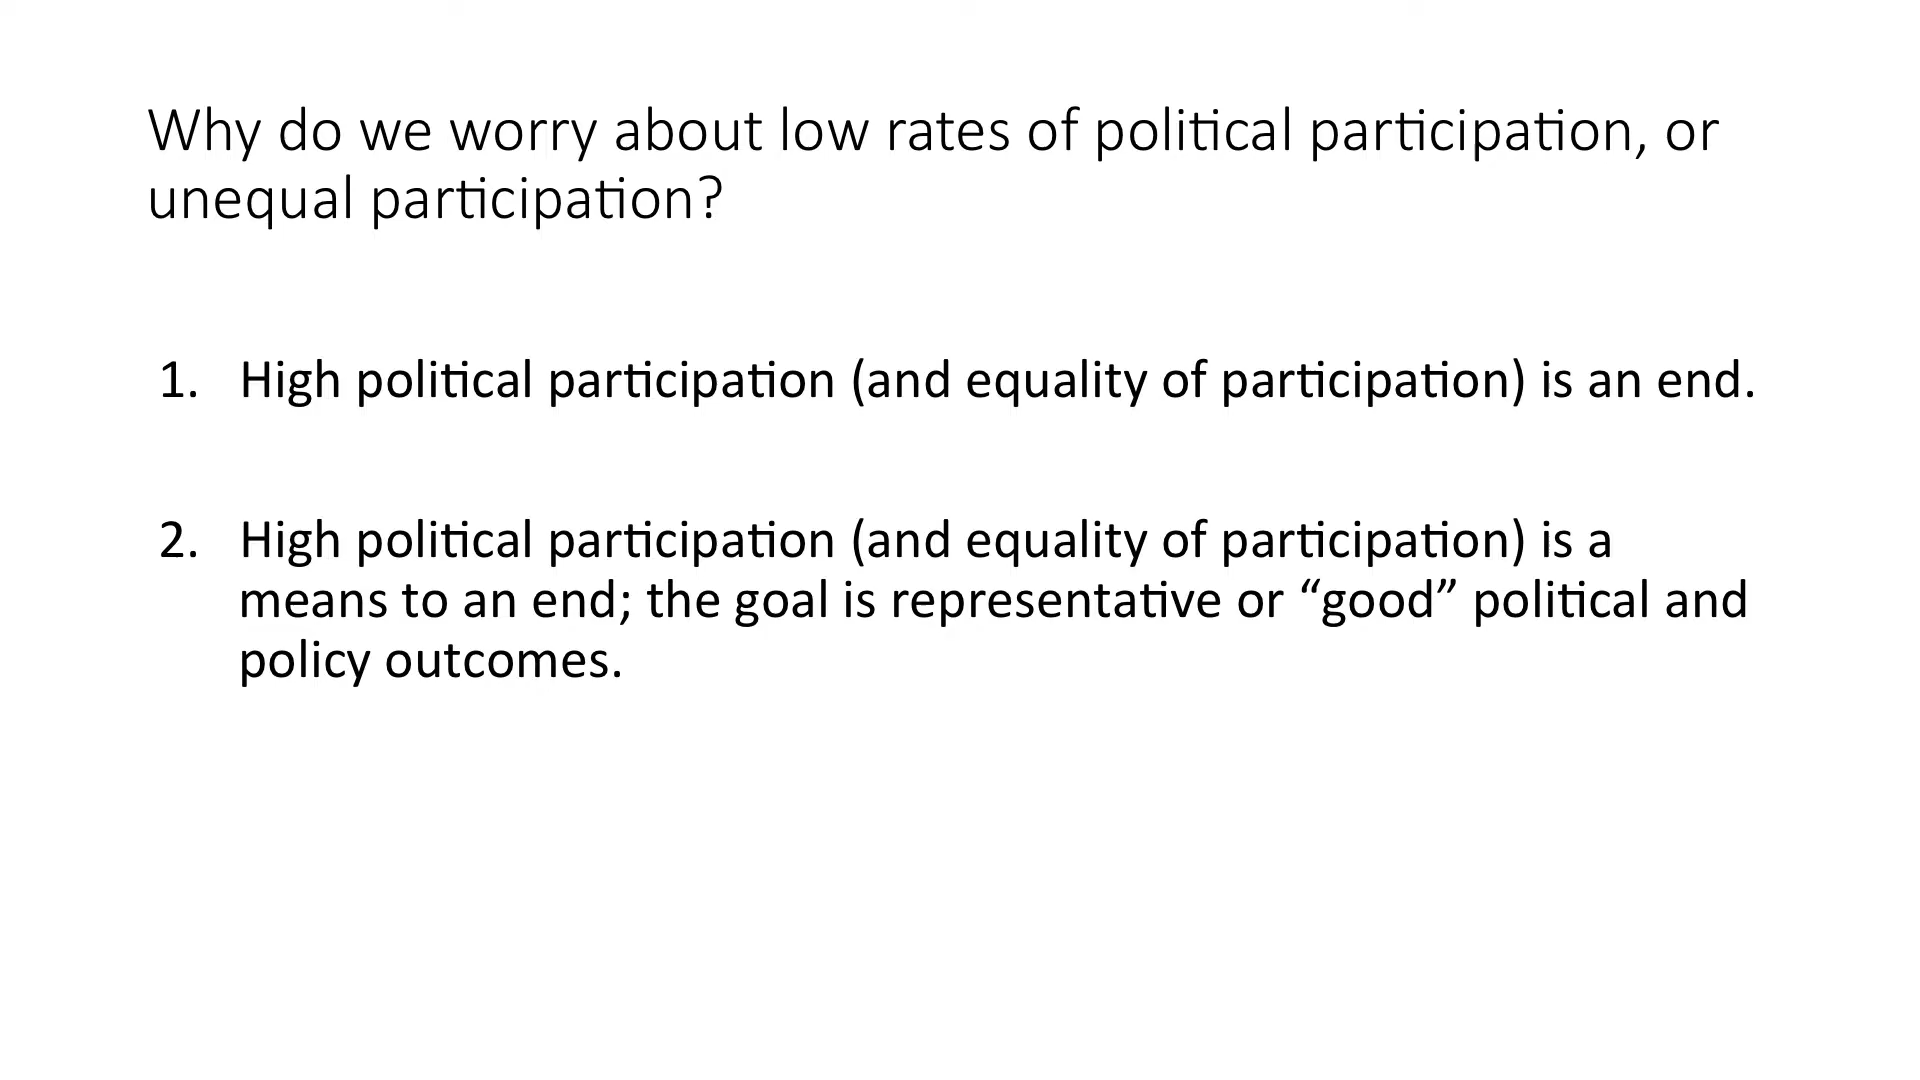 Why do we worry about low rates of political participation, or
unequal participation?
1. High political participation (and equality of participation) is an end.
2. High political participation (and equality of participation) is a
means to an end; the goal is representative or “good” political and
policy outcomes.